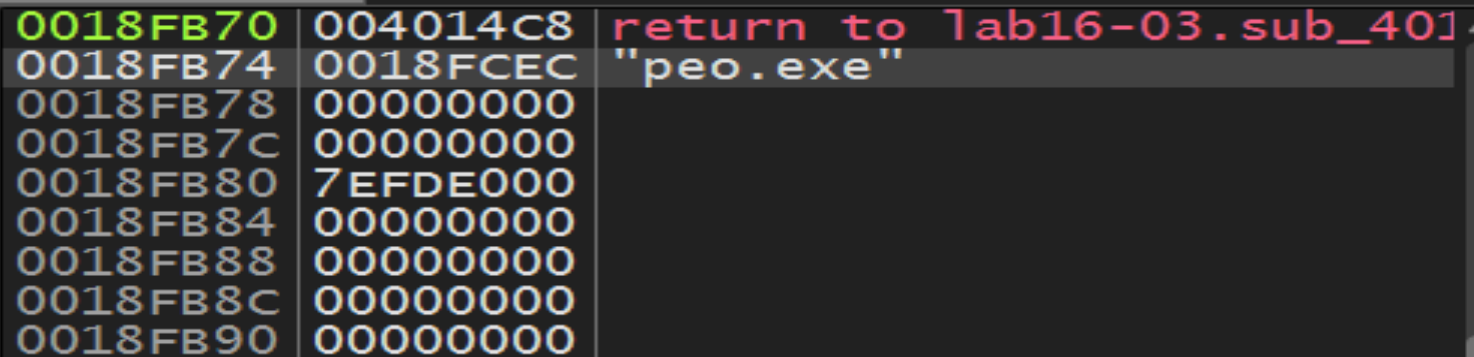 0018FB70 004014C8 return to lab16-03.sub_401
0018FB74 0018FCEC "peo.exe"
0018FB78 00000000
0018FB7C 00000000
0018FB80 7EFDE000
0018FB84 00000000
0018FB88 00000000
0018FB8C 00000000
0018FB90 00000000